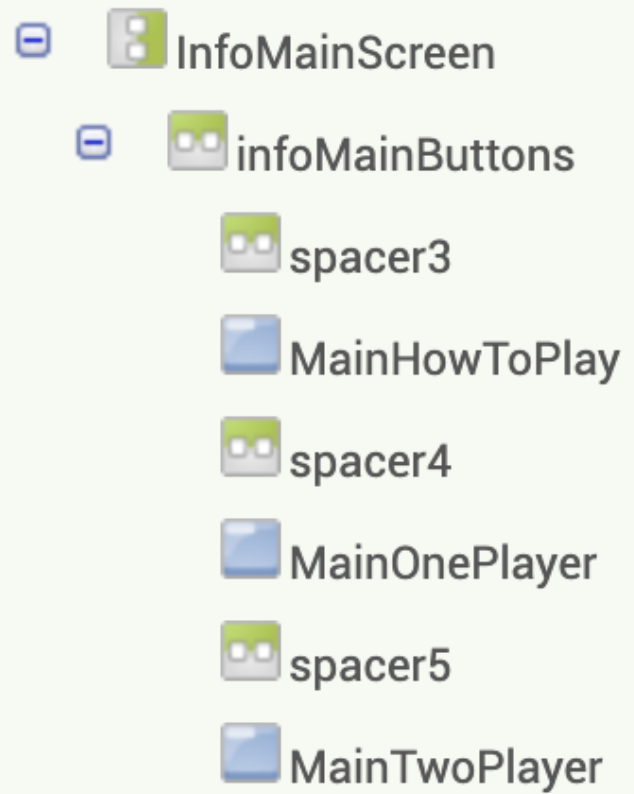 InfoMainScreen
infoMainButtons
spacer3
MainHowToPlay
spacer4
MainOnePlayer
spacer5
MainTwoPlayer